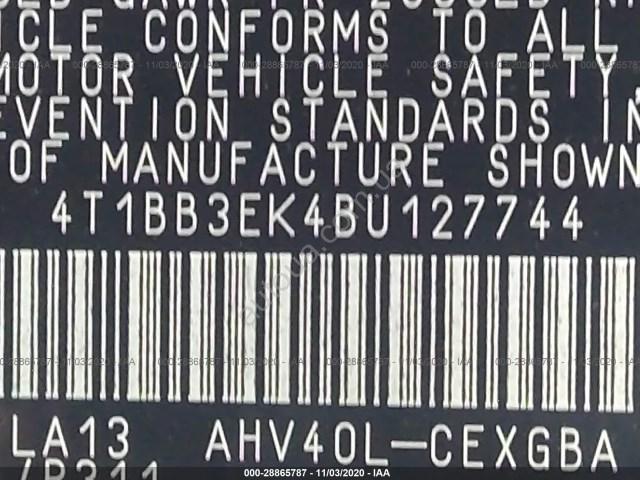 VEHICLE CONFORMS TO ALL
MOTOR VEHICLE SAFETY,
EVENTION STANDARDS IN
OF MANUFACTURE SHOWN
4T1BB3EK4BU127744
LA13 AHV40L-CEXGBA
000-28865787 - 11/03/2020 - IAA